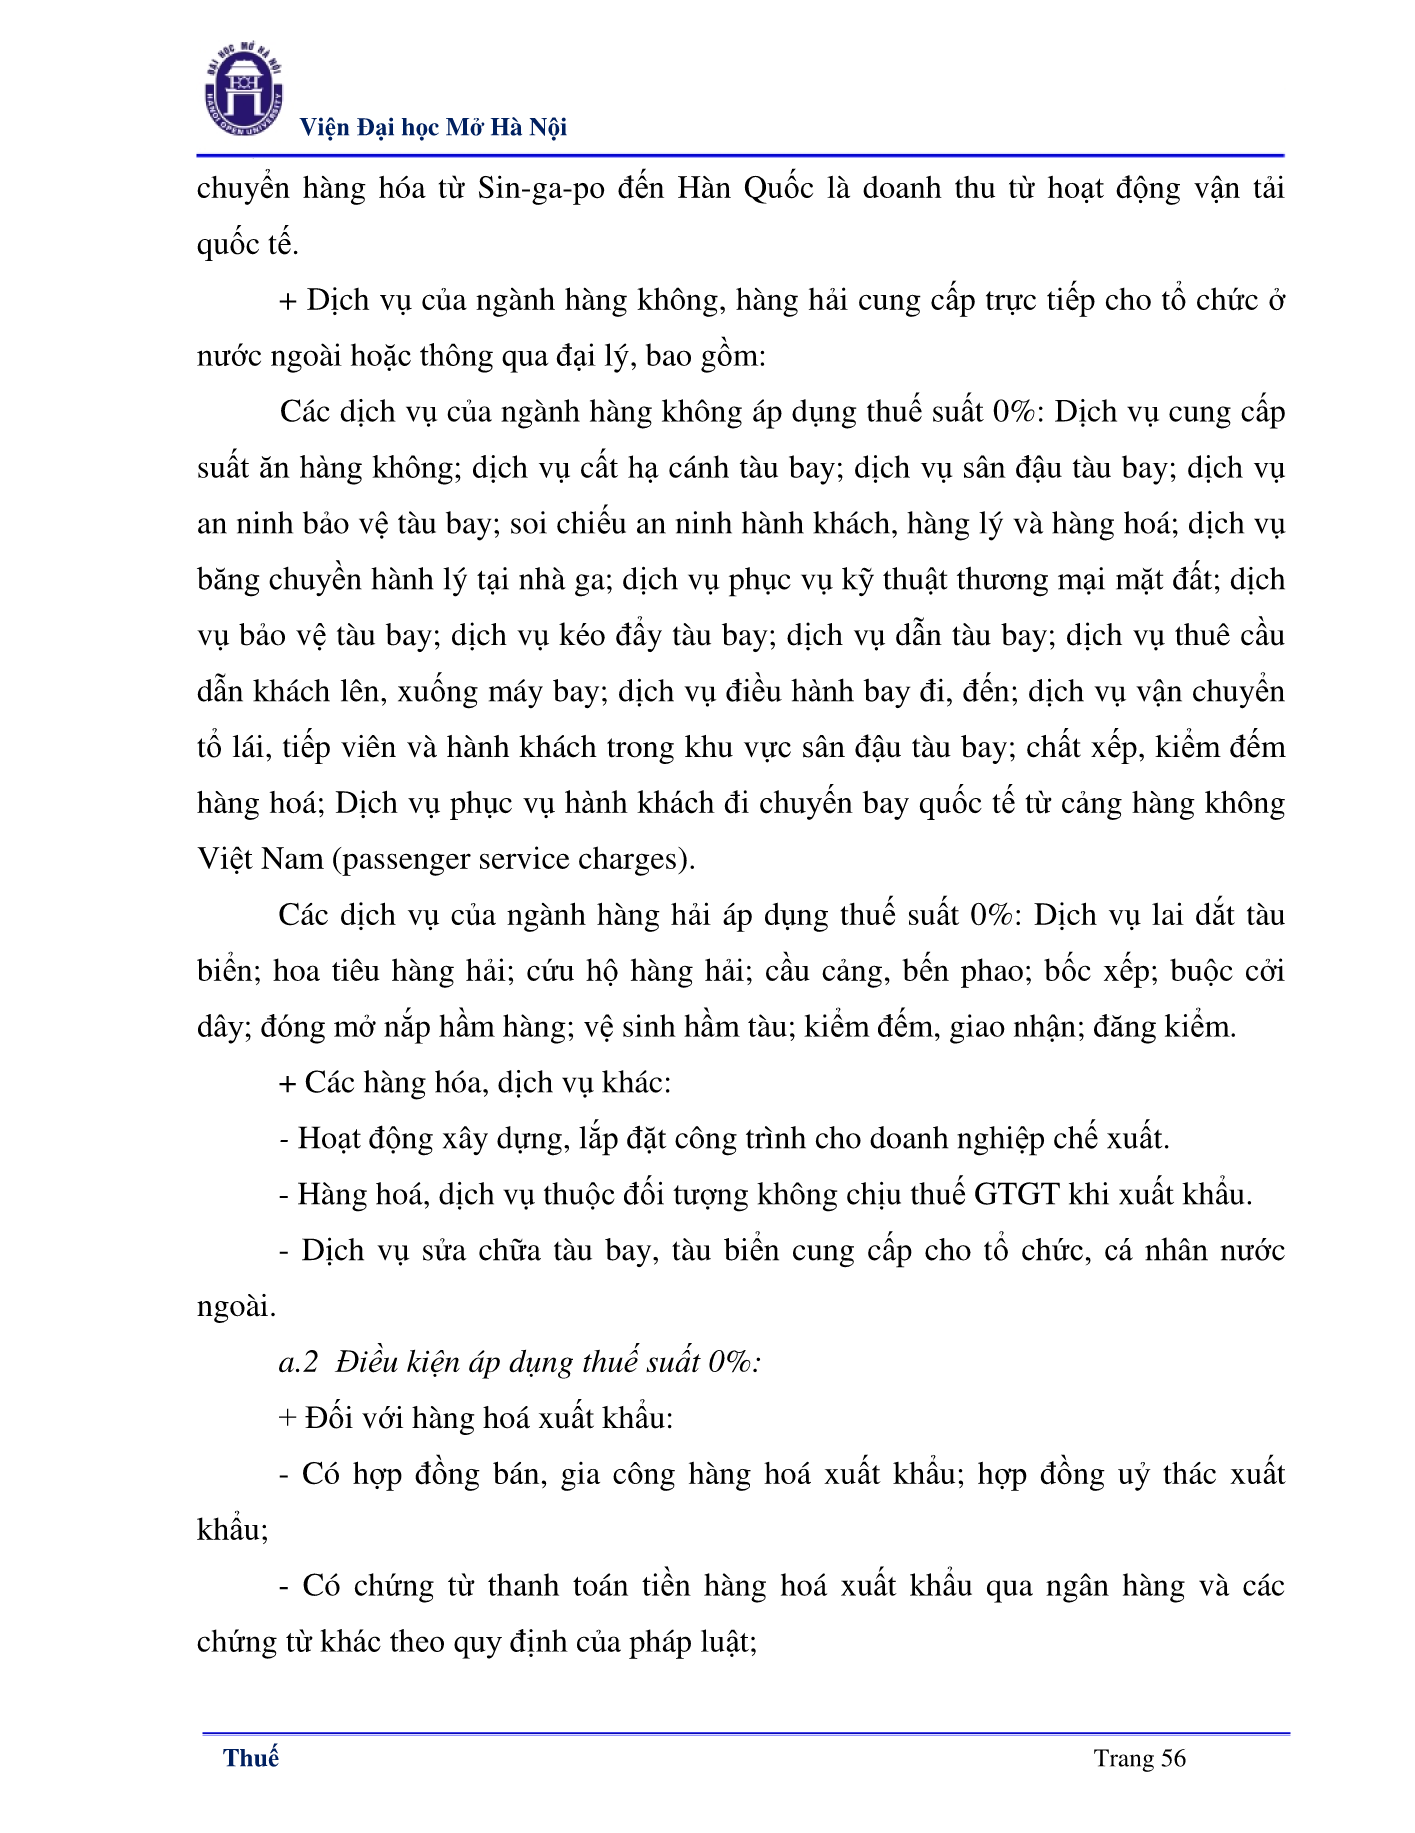 ĐẠI HỌC MỞ HÀ NỘI
HANOI OPEN UNIVERSITY
Viện Đại học Mở Hà Nội
chuyển hàng hóa từ Sin-ga-po đến Hàn Quốc là doanh thu từ hoạt động vận tải
quốc tế.
+ Dịch vụ của ngành hàng không, hàng hải cung cấp trực tiếp cho tổ chức ở
nước ngoài hoặc thông qua đại lý, bao gồm:
Các dịch vụ của ngành hàng không áp dụng thuế suất 0%: Dịch vụ cung cấp
suất ăn hàng không; dịch vụ cất hạ cánh tàu bay; dịch vụ sân đậu tàu bay; dịch vụ
an ninh bảo vệ tàu bay; soi chiếu an ninh hành khách, hàng lý và hàng hoá; dịch vụ
băng chuyền hành lý tại nhà ga; dịch vụ phục vụ kỹ thuật thương mại mặt đất; dịch
vụ bảo vệ tàu bay; dịch vụ kéo đẩy tàu bay; dịch vụ dẫn tàu bay; dịch vụ thuê cầu
dẫn khách lên, xuống máy bay; dịch vụ điều hành bay đi, đến; dịch vụ vận chuyển
tổ lái, tiếp viên và hành khách trong khu vực sân đậu tàu bay; chất xếp, kiểm đếm
hàng hoá; Dịch vụ phục vụ hành khách đi chuyến bay quốc tế từ cảng hàng không
Việt Nam (passenger service charges).
Các dịch vụ của ngành hàng hải áp dụng thuế suất 0%: Dịch vụ lai dắt tàu
biển; hoa tiêu hàng hải; cứu hộ hàng hải; cầu cảng, bến phao; bốc xếp; buộc cởi
dây; đóng mở nắp hầm hàng; vệ sinh hầm tàu; kiểm đếm, giao nhận; đăng kiểm.
+ Các hàng hóa, dịch vụ khác:
- Hoạt động xây dựng, lắp đặt công trình cho doanh nghiệp chế xuất.
- Hàng hoá, dịch vụ thuộc đối tượng không chịu thuế GTGT khi xuất khẩu.
- Dịch vụ sửa chữa tàu bay, tàu biển cung cấp cho tổ chức, cá nhân nước
ngoài.
a.2 Điều kiện áp dụng thuế suất 0%:
+ Đối với hàng hoá xuất khẩu:
- Có hợp đồng bán, gia công hàng hoá xuất khẩu; hợp đồng uỷ thác xuất
khẩu;
- Có chứng từ thanh toán tiền hàng hoá xuất khẩu qua ngân hàng và các
chứng từ khác theo quy định của pháp luật;
Thuế
Trang 56